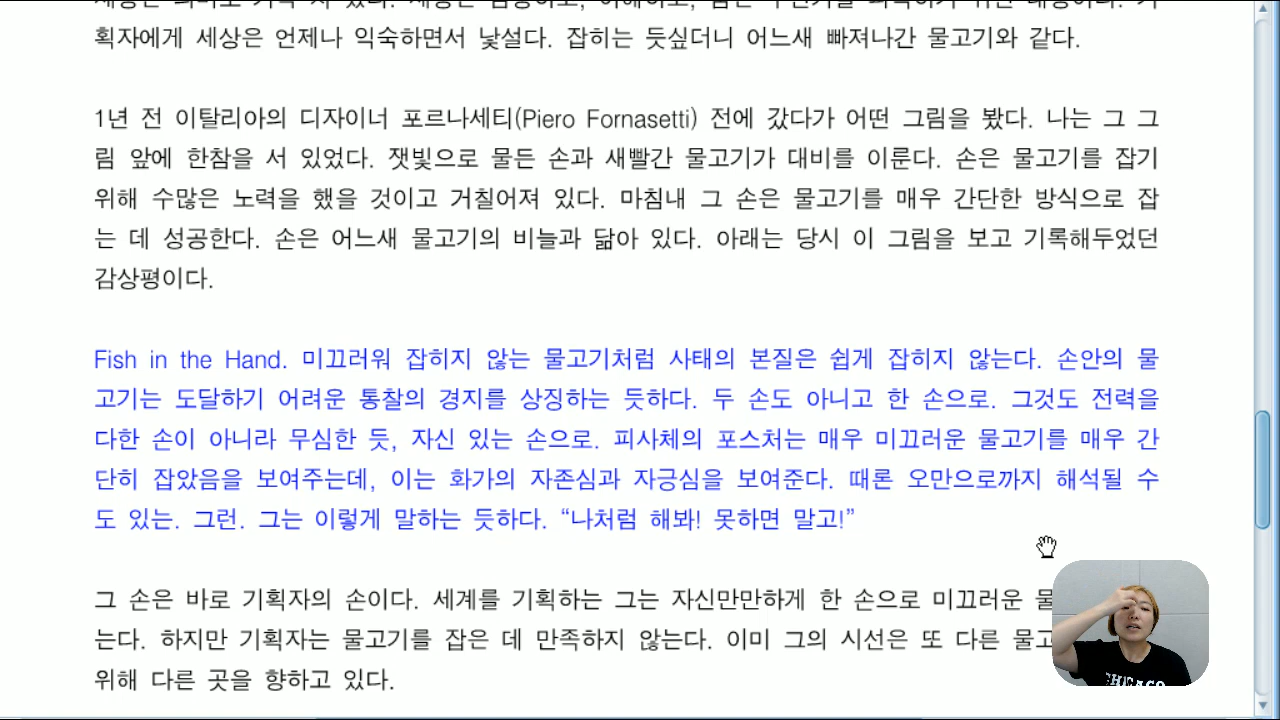 획자에게 세상은 언제나 익숙하면서 낯설다. 잡히는 듯싶더니 어느새 빠져나간 물고기와 같다.
1년 전 이탈리아의 디자이너 포르나세티(Piero Fornasetti) 전에 갔다가 어떤 그림을 봤다. 나는 그 그
림 앞에 한참을 서 있었다. 잿빛으로 물든 손과 새빨간 물고기가 대비를 이룬다. 손은 물고기를 잡기
위해 수많은 노력을 했을 것이고 거칠어져 있다. 마침내 그 손은 물고기를 매우 간단한 방식으로 잡
는 데 성공한다. 손은 어느새 물고기의 비늘과 닮아 있다. 아래는 당시 이 그림을 보고 기록해두었던
감상평이다.
Fish in the Hand. 미끄러워 잡히지 않는 물고기처럼 사태의 본질은 쉽게 잡히지 않는다. 손안의 물
고기는 도달하기 어려운 통찰의 경지를 상징하는 듯하다. 두 손도 아니고 한 손으로. 그것도 전력을
다한 손이 아니라 무심한 듯, 자신 있는 손으로. 피사체의 포스처는 매우 미끄러운 물고기를 매우 간
단히 잡았음을 보여주는데, 이는 화가의 자존심과 자긍심을 보여준다. 때론 오만으로까지 해석될 수
도 있는. 그런. 그는 이렇게 말하는 듯하다. “나처럼 해봐! 못하면 말고!”
그 손은 바로 기획자의 손이다. 세계를 기획하는 그는 자신만만하게 한 손으로 미끄러운
는다. 하지만 기획자는 물고기를 잡은 데 만족하지 않는다. 이미 그의 시선은 또 다른 물고
위해 다른 곳을 향하고 있다.
CHICAGO